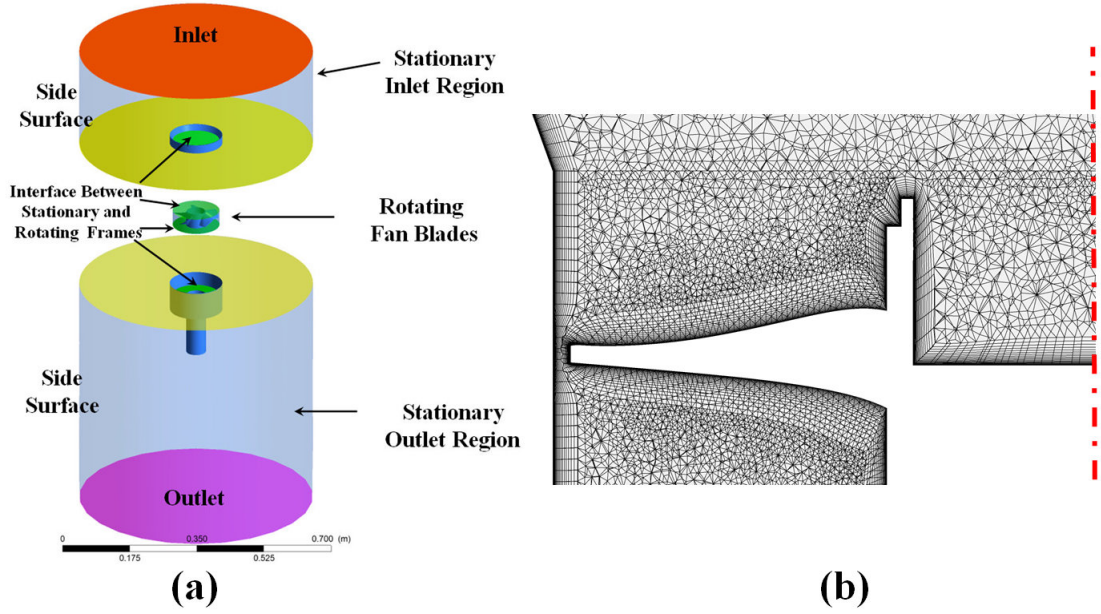 Inlet
Stationary
Inlet Region
Side
Surface
Interface Between
Stationary and
Rotating Frames
Rotating
Fan Blades
Side
Surface
Stationary
Outlet Region
Outlet
0 0.350 0.700 (m)
0.175 0.525
(a) (b)